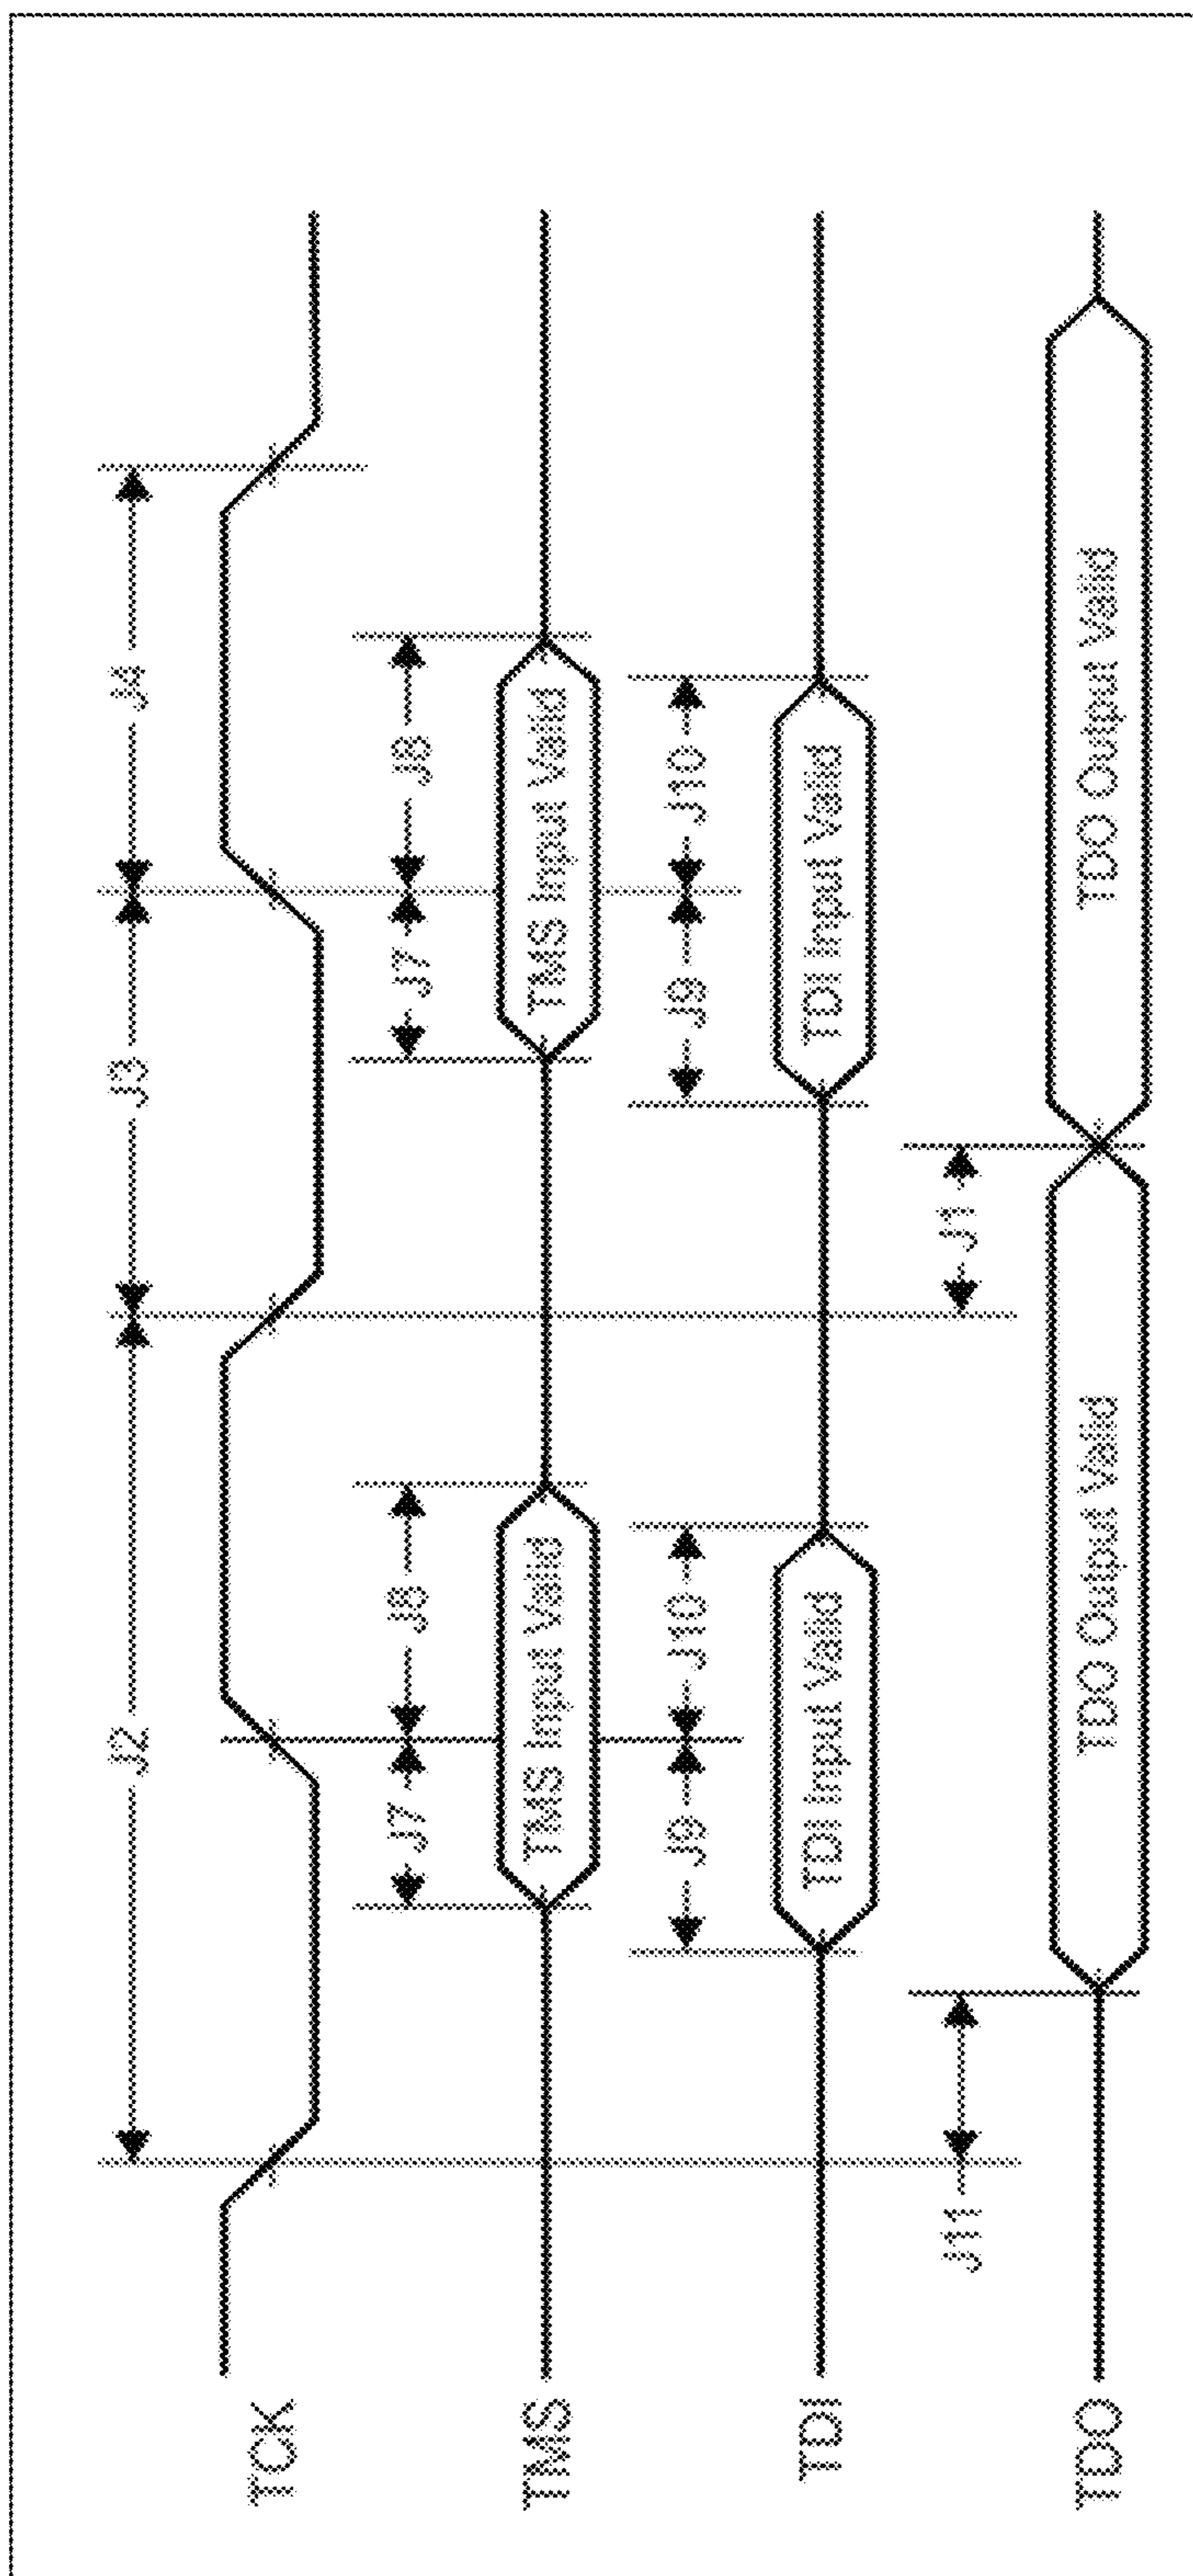 J2 J3 J4
TCK
J7 J8 J7 J8
TMS TMS Input Valid TMS Input Valid
J9 J10 J9 J10
TDI TDI Input Valid TDI Input Valid
J11 J1
TDO TDO Output Valid TDO Output Valid